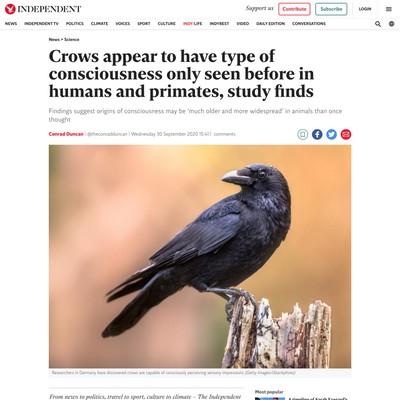 INDEPENDENT
Support us
Contribute
Subscribe
LOGIN
NEWS INDEPENDENT TV POLITICS CLIMATE VOICES SPORT CULTURE INDY/LIFE INDYBEST VIDEO DAILY EDITION CONVERSATIONS
News > Science
Crows appear to have type of
consciousness only seen before in
humans and primates, study finds
Findings suggest origins of consciousness may be 'much older and more widespread' in animals than once
thought
Conrad Duncan | @theconradduncan | Wednesday 30 September 2020 15:41 | comments
Researchers in Germany have discovered crows are capable of consciously perceiving sensory impressions (Getty Images/iStockphoto)
From news to politics, travel to sport, culture to climate – The Independent
Most popular